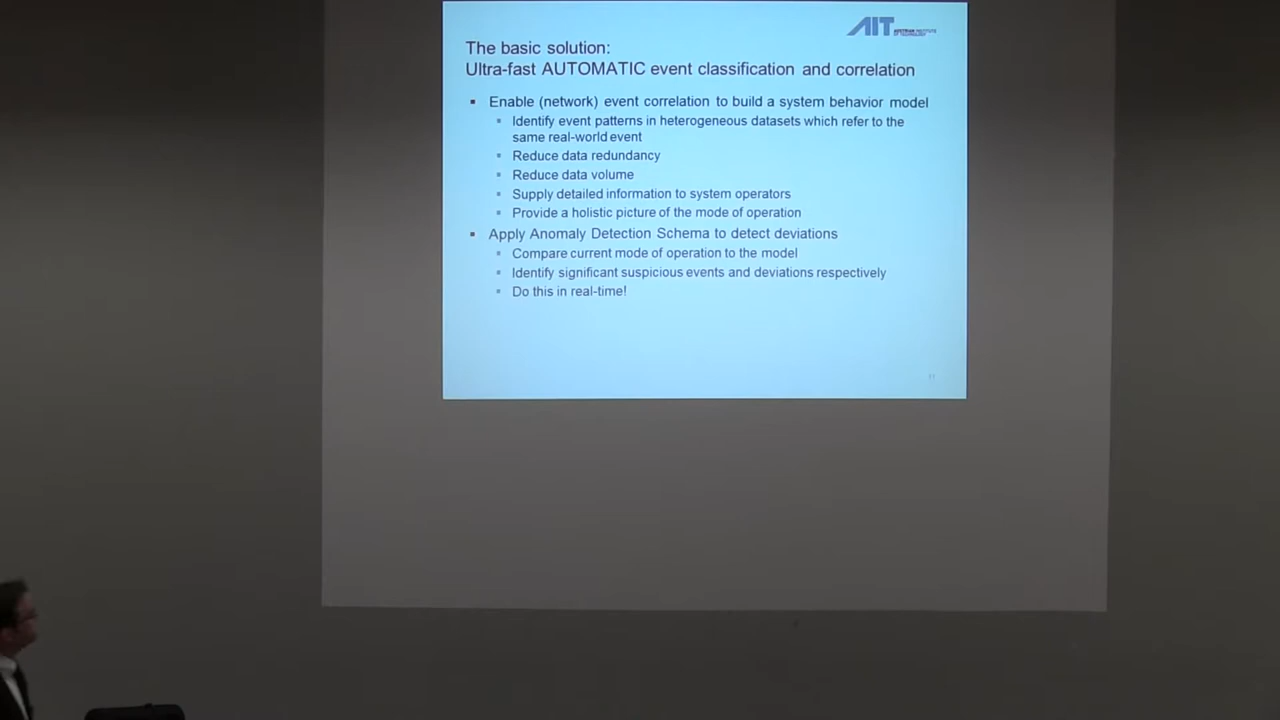 AIT AUSTRIAN INSTITUTE
OF TECHNOLOGY
The basic solution:
Ultra-fast AUTOMATIC event classification and correlation
▪ Enable (network) event correlation to build a system behavior model
▪ Identify event patterns in heterogeneous datasets which refer to the
same real-world event
▪ Reduce data redundancy
▪ Reduce data volume
▪ Supply detailed information to system operators
▪ Provide a holistic picture of the mode of operation
▪ Apply Anomaly Detection Schema to detect deviations
▪ Compare current mode of operation to the model
▪ Identify significant suspicious events and deviations respectively
▪ Do this in real-time!